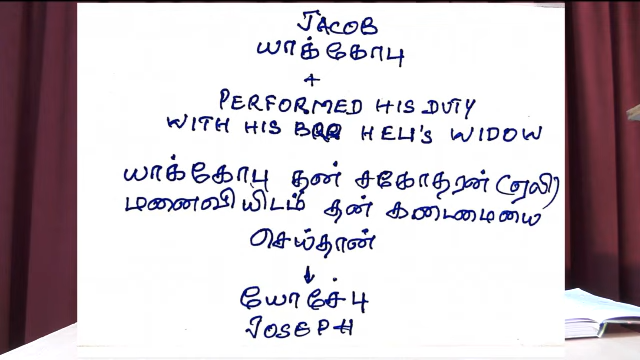 JACOB
யாக்கோபு
+
PERFORMED HIS DUTY
WITH HIS HELI'S WIDOW
யாக்கோபு தன் சகோதரன் (ஏலி)
மனைவியிடம் தன் கடமையை
செய்தான்
↓
யோசேப்பு
JOSEPH